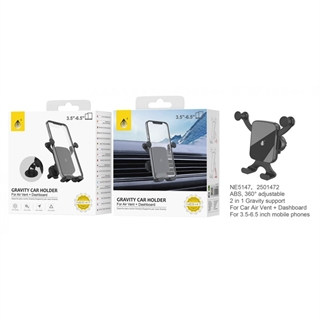 3.5"-6.5"
GRAVITY CAR HOLDER
For Air Vent + Dashboard
3.5"-6.5"
GRAVITY CAR HOLDER
For Air Vent + Dashboard
NE5147, 2501472
ABS, 360° adjustable
2 in 1 Gravity support
For Car Air Vent + Dashboard
For 3.5-6.5 inch mobile phones